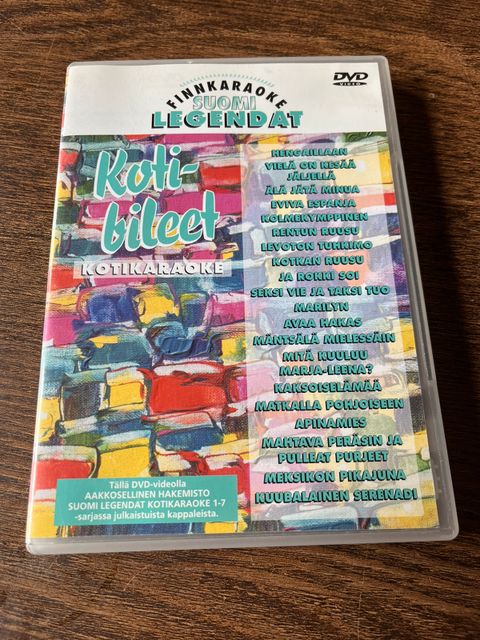 FINNKARAOKE
SUOMI
LEGENDAT
DVD
VIDEO
Koti-
bileet
KOTIKARAOKE
HENGAILLAAN
VIELÄ ON KESÄÄ
JÄLJELLÄ
ÄLÄ JÄTÄ MINUA
EVIVA ESPANJA
KOLMEKYMPPINEN
RENTUN RUUSU
LEVOTON TUHKIMO
KOTKAN RUUSU
JA ROKKI SOI
SEKSI VIE JA TAKSI TUO
MARILYN
AVAA HAKAS
MÄNTSÄLÄ MIELESSÄIN
MITÄ KUULUU
MARJA-LEENA?
KAKSOISELÄMÄÄ
MATKALLA POHJOISEEN
APINAMIES
MAHTAVA PERÄSIN JA
PULLEAT PURJEET
MEKSIKON PIKAJUNA
KUUBALAINEN SERENADI
Tällä DVD-videolla
AAKKOSELLINEN HAKEMISTO
SUOMI LEGENDAT KOTIKARAOKE 1-7
-sarjassa julkaistuista kappaleista.